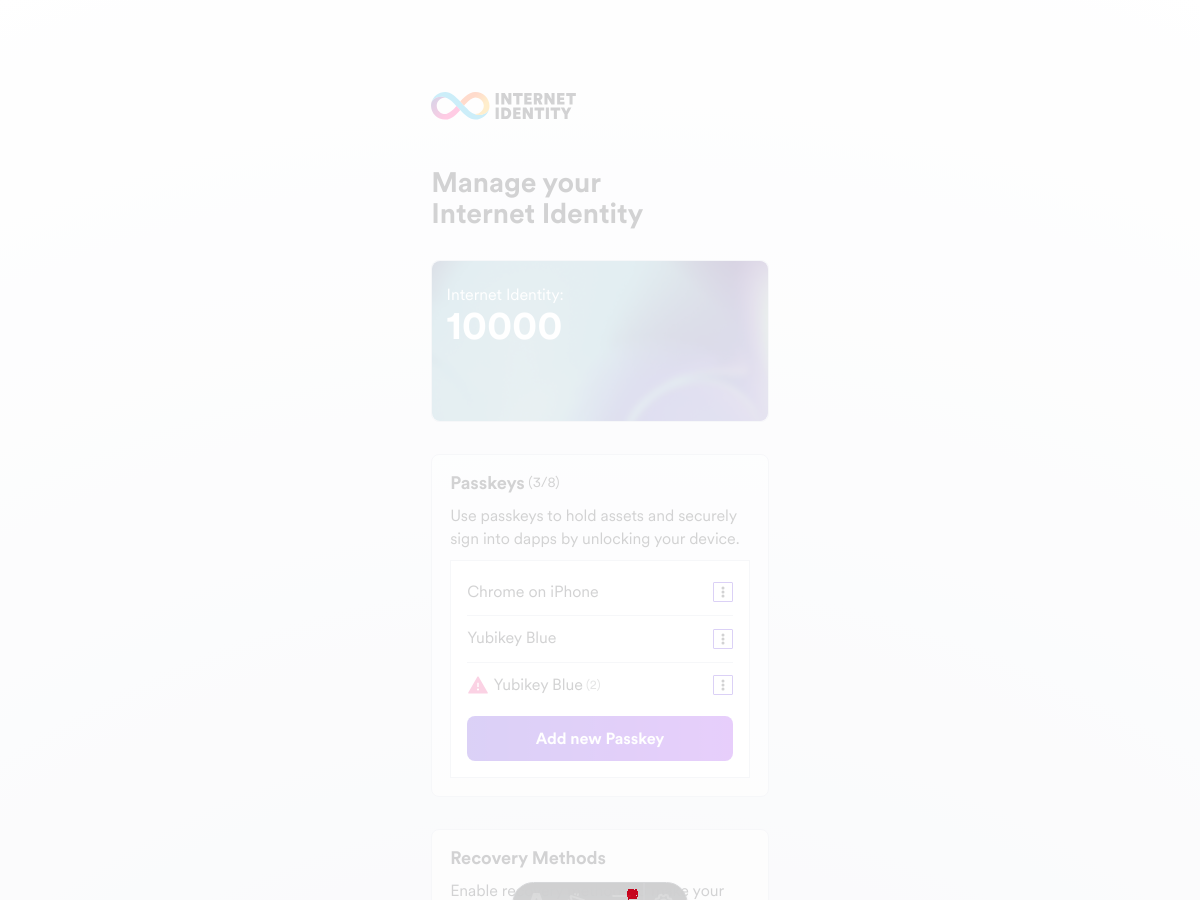 INTERNET
IDENTITY
Manage your
Internet Identity
Internet Identity:
10000
Passkeys (3/8)
Use passkeys to hold assets and securely
sign into dapps by unlocking your device.
Chrome on iPhone
Yubikey Blue
Yubikey Blue (2)
Add new Passkey
Recovery Methods
Enable your